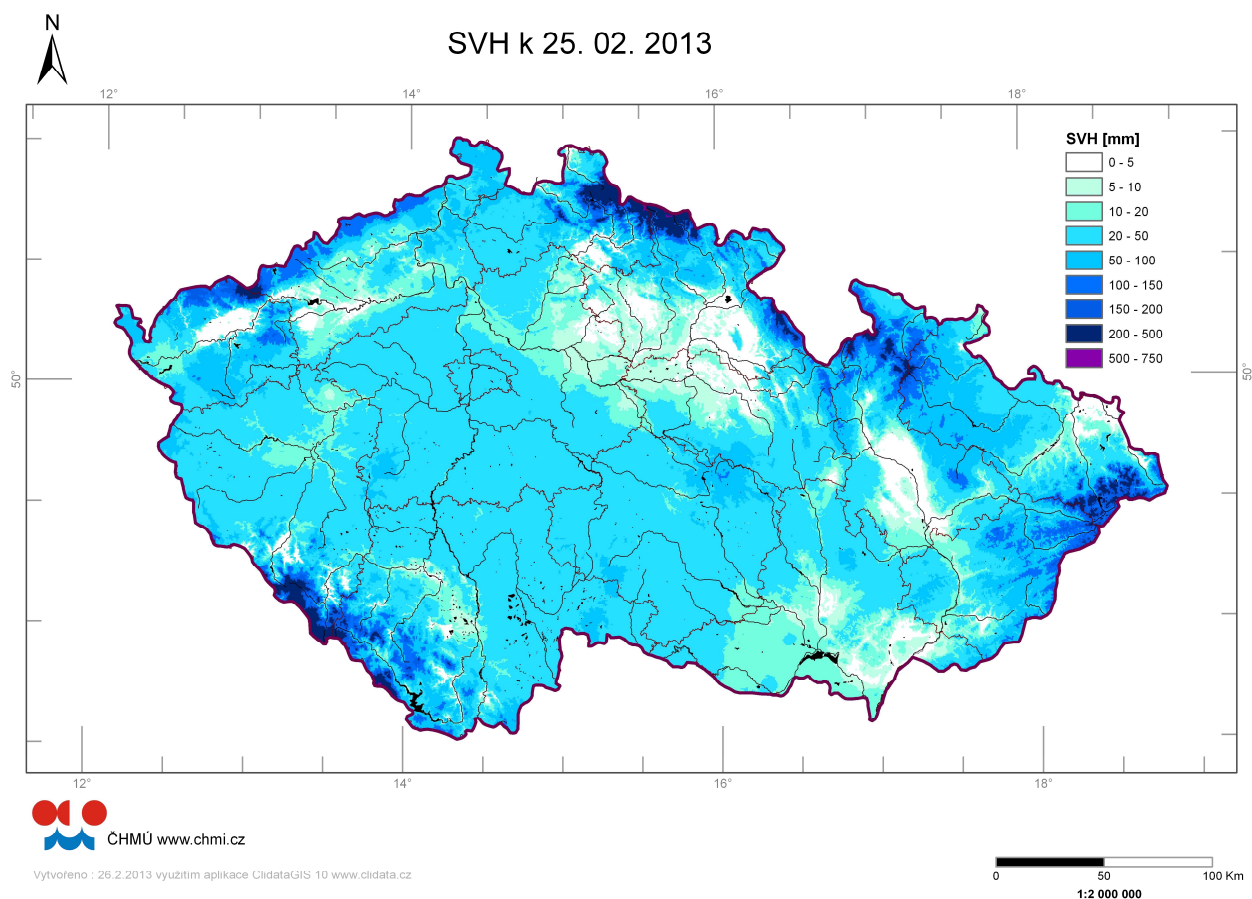 N
SVH k 25. 02. 2013
12°
14°
16°
18°
SVH [mm]
0 - 5
5 - 10
10 - 20
20 - 50
50 - 100
100 - 150
150 - 200
200 - 500
500 - 750
50°
50°
12°
14°
16°
18°
ČHMÚ www.chmi.cz
Vytvořeno : 26.2.2013 využitím aplikace ClidataGIS 10 www.clidata.cz
0 50 100 Km
1:2 000 000